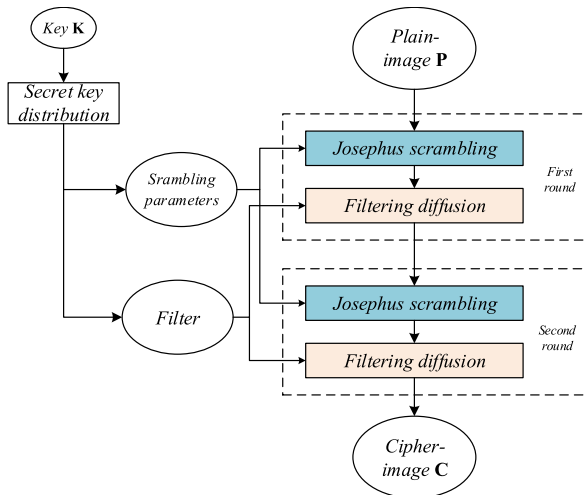 Key K
Secret key
distribution
Plain-
image P
Josephus scrambling
First
round
Srambling
parameters
Filtering diffusion
Filter
Josephus scrambling
Second
round
Filtering diffusion
Cipher-
image C